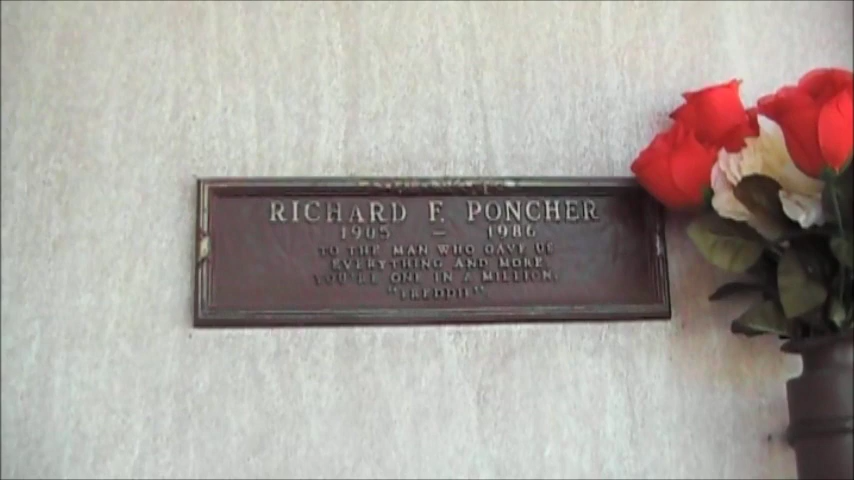 RICHARD F. PONCHER
1905 — 1986
TO THE MAN WHO GAVE US
EVERYTHING AND MORE.
YOU'RE ONE IN A MILLION,
"FREDDIE"